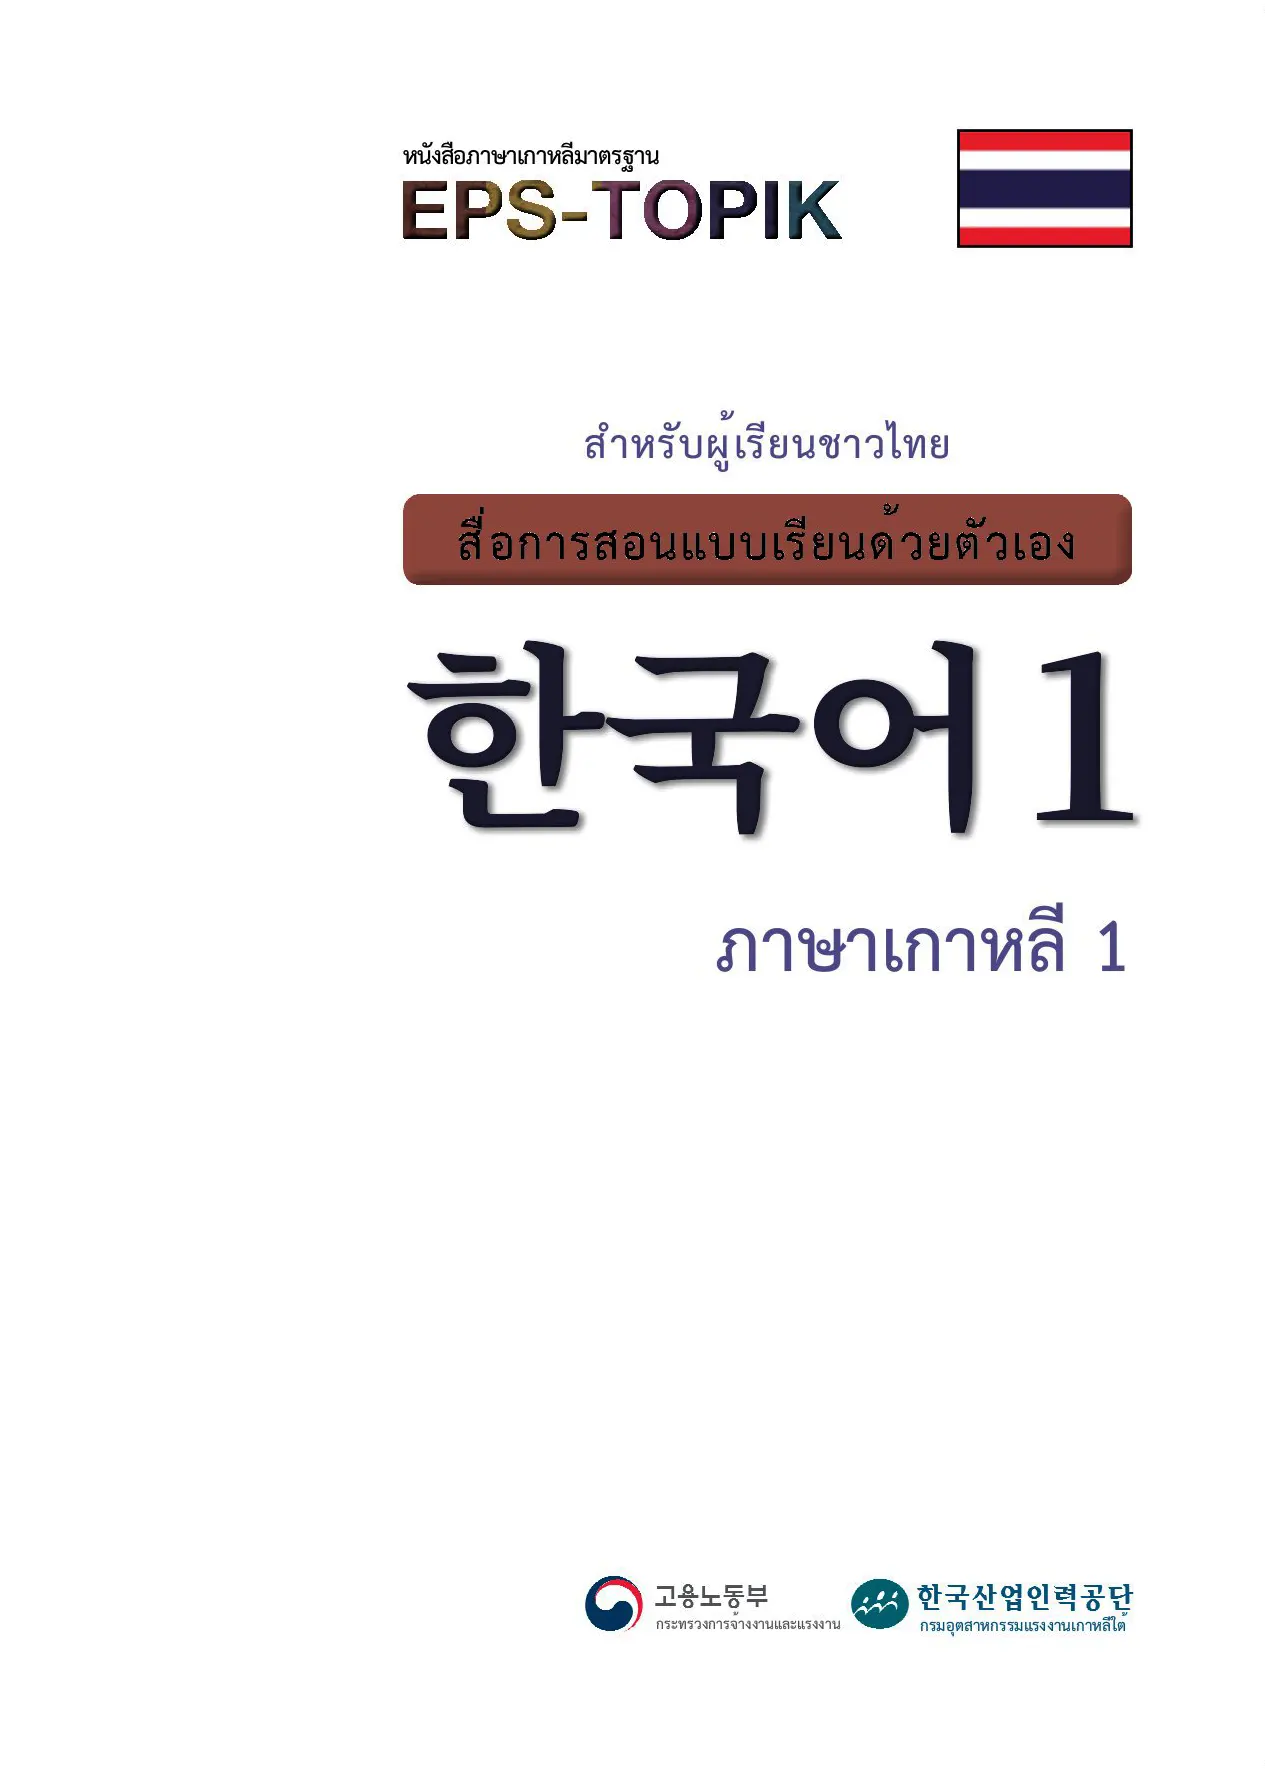 หนังสือภาษาเกาหลีมาตรฐาน
EPS-TOPIK
สำหรับผู้เรียนชาวไทย
สื่อการสอนแบบเรียนด้วยตัวเอง
한국어 1
ภาษาเกาหลี 1
고용노동부
กระทรวงการจ้างงานและแรงงาน
한국산업인력공단
กรมอุตสาหกรรมแรงงานเกาหลีใต้